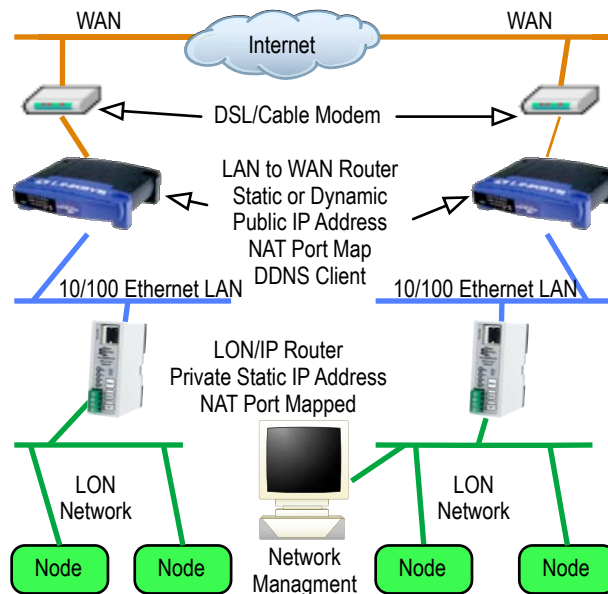 WAN
WAN
Internet
DSL/Cable Modem
LAN to WAN Router
Static or Dynamic
Public IP Address
NAT Port Map
DDNS Client
10/100 Ethernet LAN
10/100 Ethernet LAN
LON/IP Router
Private Static IP Address
NAT Port Mapped
LON
Network
LON
Network
Node
Node
Network
Managment
Node
Node